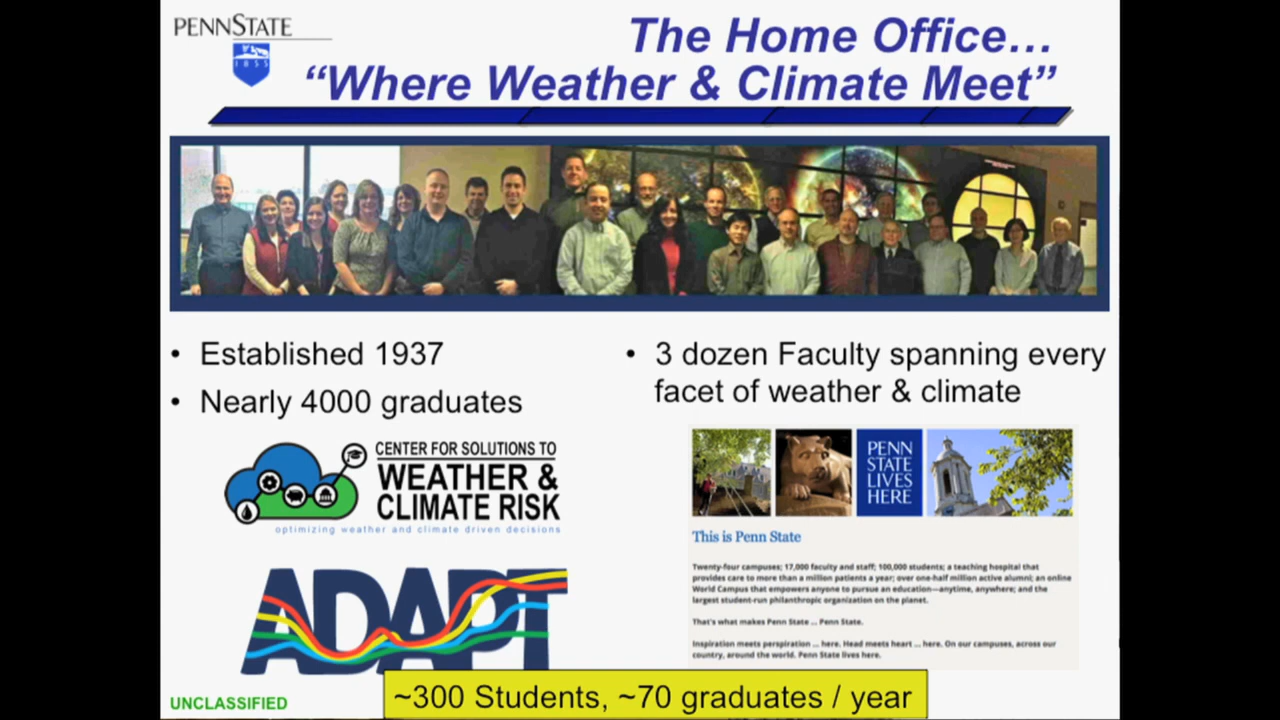 PENNSTATE
The Home Office...
“Where Weather & Climate Meet”
• Established 1937
• Nearly 4000 graduates
• 3 dozen Faculty spanning every
facet of weather & climate
CENTER FOR SOLUTIONS TO
WEATHER &
CLIMATE RISK
optimizing weather and climate driven decisions
ADAPT
PENN
STATE
LIVES
HERE
This is Penn State
Twenty-four campuses; 17,000 faculty and staff; 100,000 students; a teaching hospital that
provides care to more than a million patients a year; over one-half million active alumni; an online
World Campus that empowers anyone to pursue an education—anytime, anywhere; and the
largest student-run philanthropic organization on the planet.
That's what makes Penn State ... Penn State.
Inspiration meets perspiration ... here. Head meets heart ... here. On our campuses, across our
country, around the world. Penn State lives here.
UNCLASSIFIED
~300 Students, ~70 graduates / year